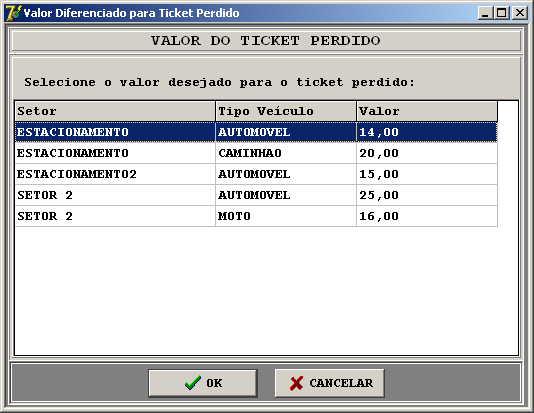 Valor Diferenciado para Ticket Perdido
VALOR DO TICKET PERDIDO
Selecione o valor desejado para o ticket perdido:
Setor Tipo Veículo Valor
ESTACIONAMENTO AUTOMOVEL 14,00
ESTACIONAMENTO CAMINHAO 20,00
ESTACIONAMENTO2 AUTOMOVEL 15,00
SETOR 2 AUTOMOVEL 25,00
SETOR 2 MOTO 16,00
OK CANCELAR